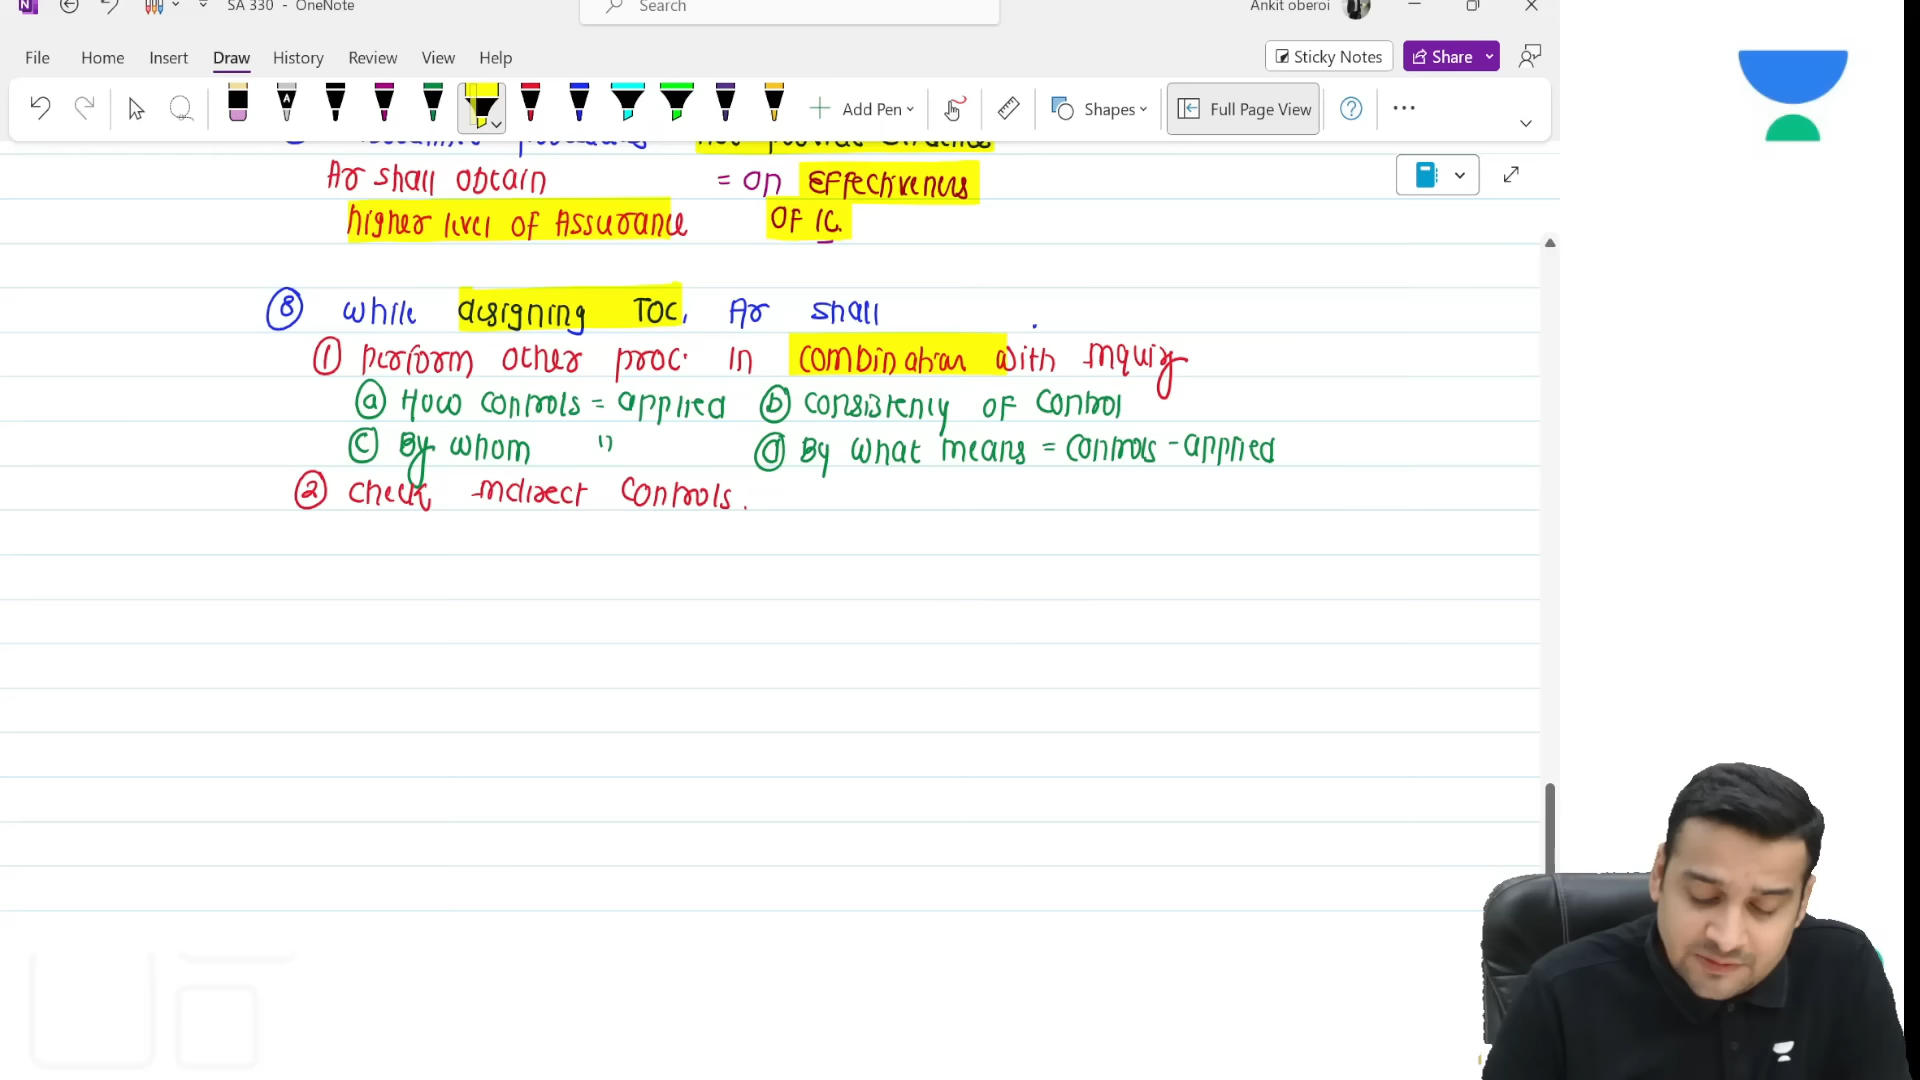 SA 330 - OneNote
Search
Ankit oberoi
File Home Insert Draw History Review View Help
Sticky Notes Share
Add Pen Shapes Full Page View
Ar shall obtain = on Effectiveness
higher level of Assurance OF IC.
⑧ while designing TOC, Ar shall
① perform other proc. in combination with inquiry
ⓐ How controls = applied ⓑ consistency of control
ⓒ By whom " ⓓ By what means = controls - applied
② check indirect controls.